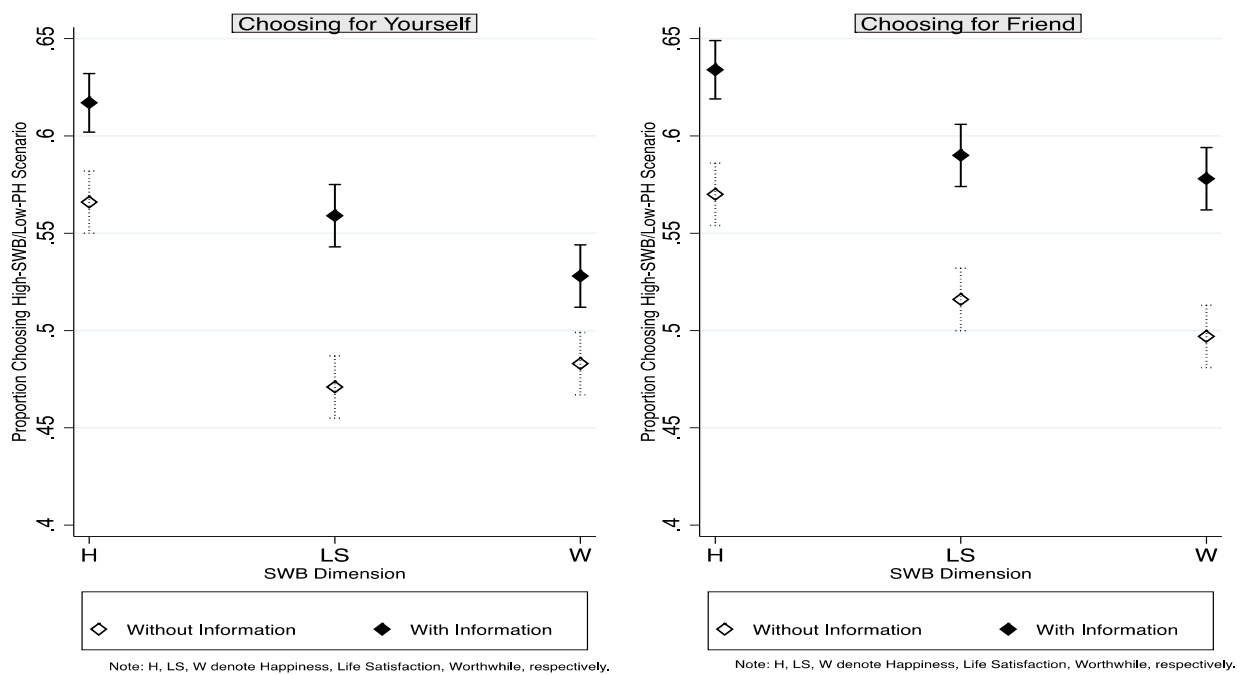 Choosing for Yourself
Proportion Choosing High-SWB/Low-PH Scenario
.65
.6
.55
.5
.45
.4
H LS W
SWB Dimension
Without Information With Information
Note: H, LS, W denote Happiness, Life Satisfaction, Worthwhile, respectively.
Choosing for Friend
Proportion Choosing High-SWB/Low-PH Scenario
.65
.6
.55
.5
.45
.4
H LS W
SWB Dimension
Without Information With Information
Note: H, LS, W denote Happiness, Life Satisfaction, Worthwhile, respectively.